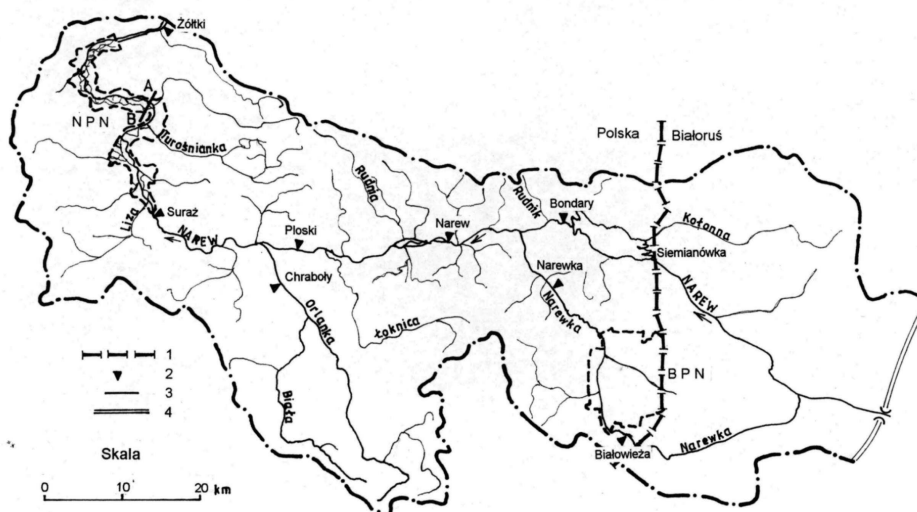 Żółtki
A
B
N P N
Turośnianka
Polska
Białoruś
Rudnia
Rudnik
Bondary
Kołonna
Liza
Suraż
NAREW
Ploski
Narew
Siemianówka
Chraboły
Narewka
Narewka
NAREW
Orlanka
Łoknica
B P N
Biała
Białowieża
Narewka
1
2
3
4
Skala
0 10 20 km